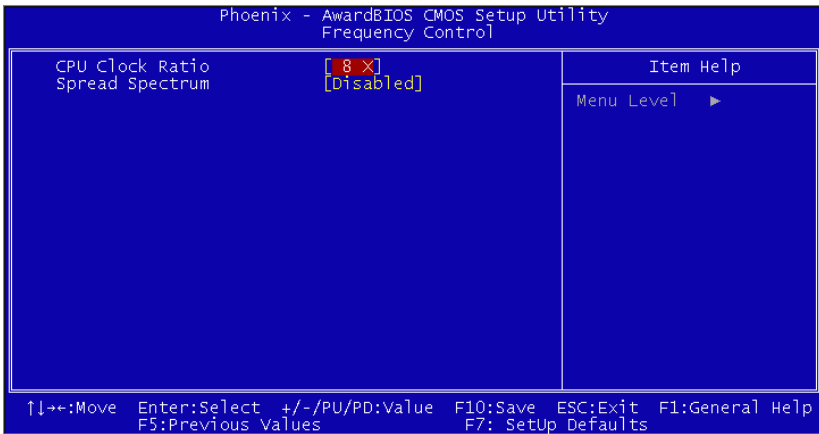 Phoenix - AwardBIOS CMOS Setup Utility
Frequency Control
CPU Clock Ratio [ 8 X]
Spread Spectrum [Disabled]
Item Help
Menu Level ►
↑↓→←:Move Enter:Select +/-/PU/PD:Value F10:Save ESC:Exit F1:General Help
F5:Previous Values F7: SetUp Defaults